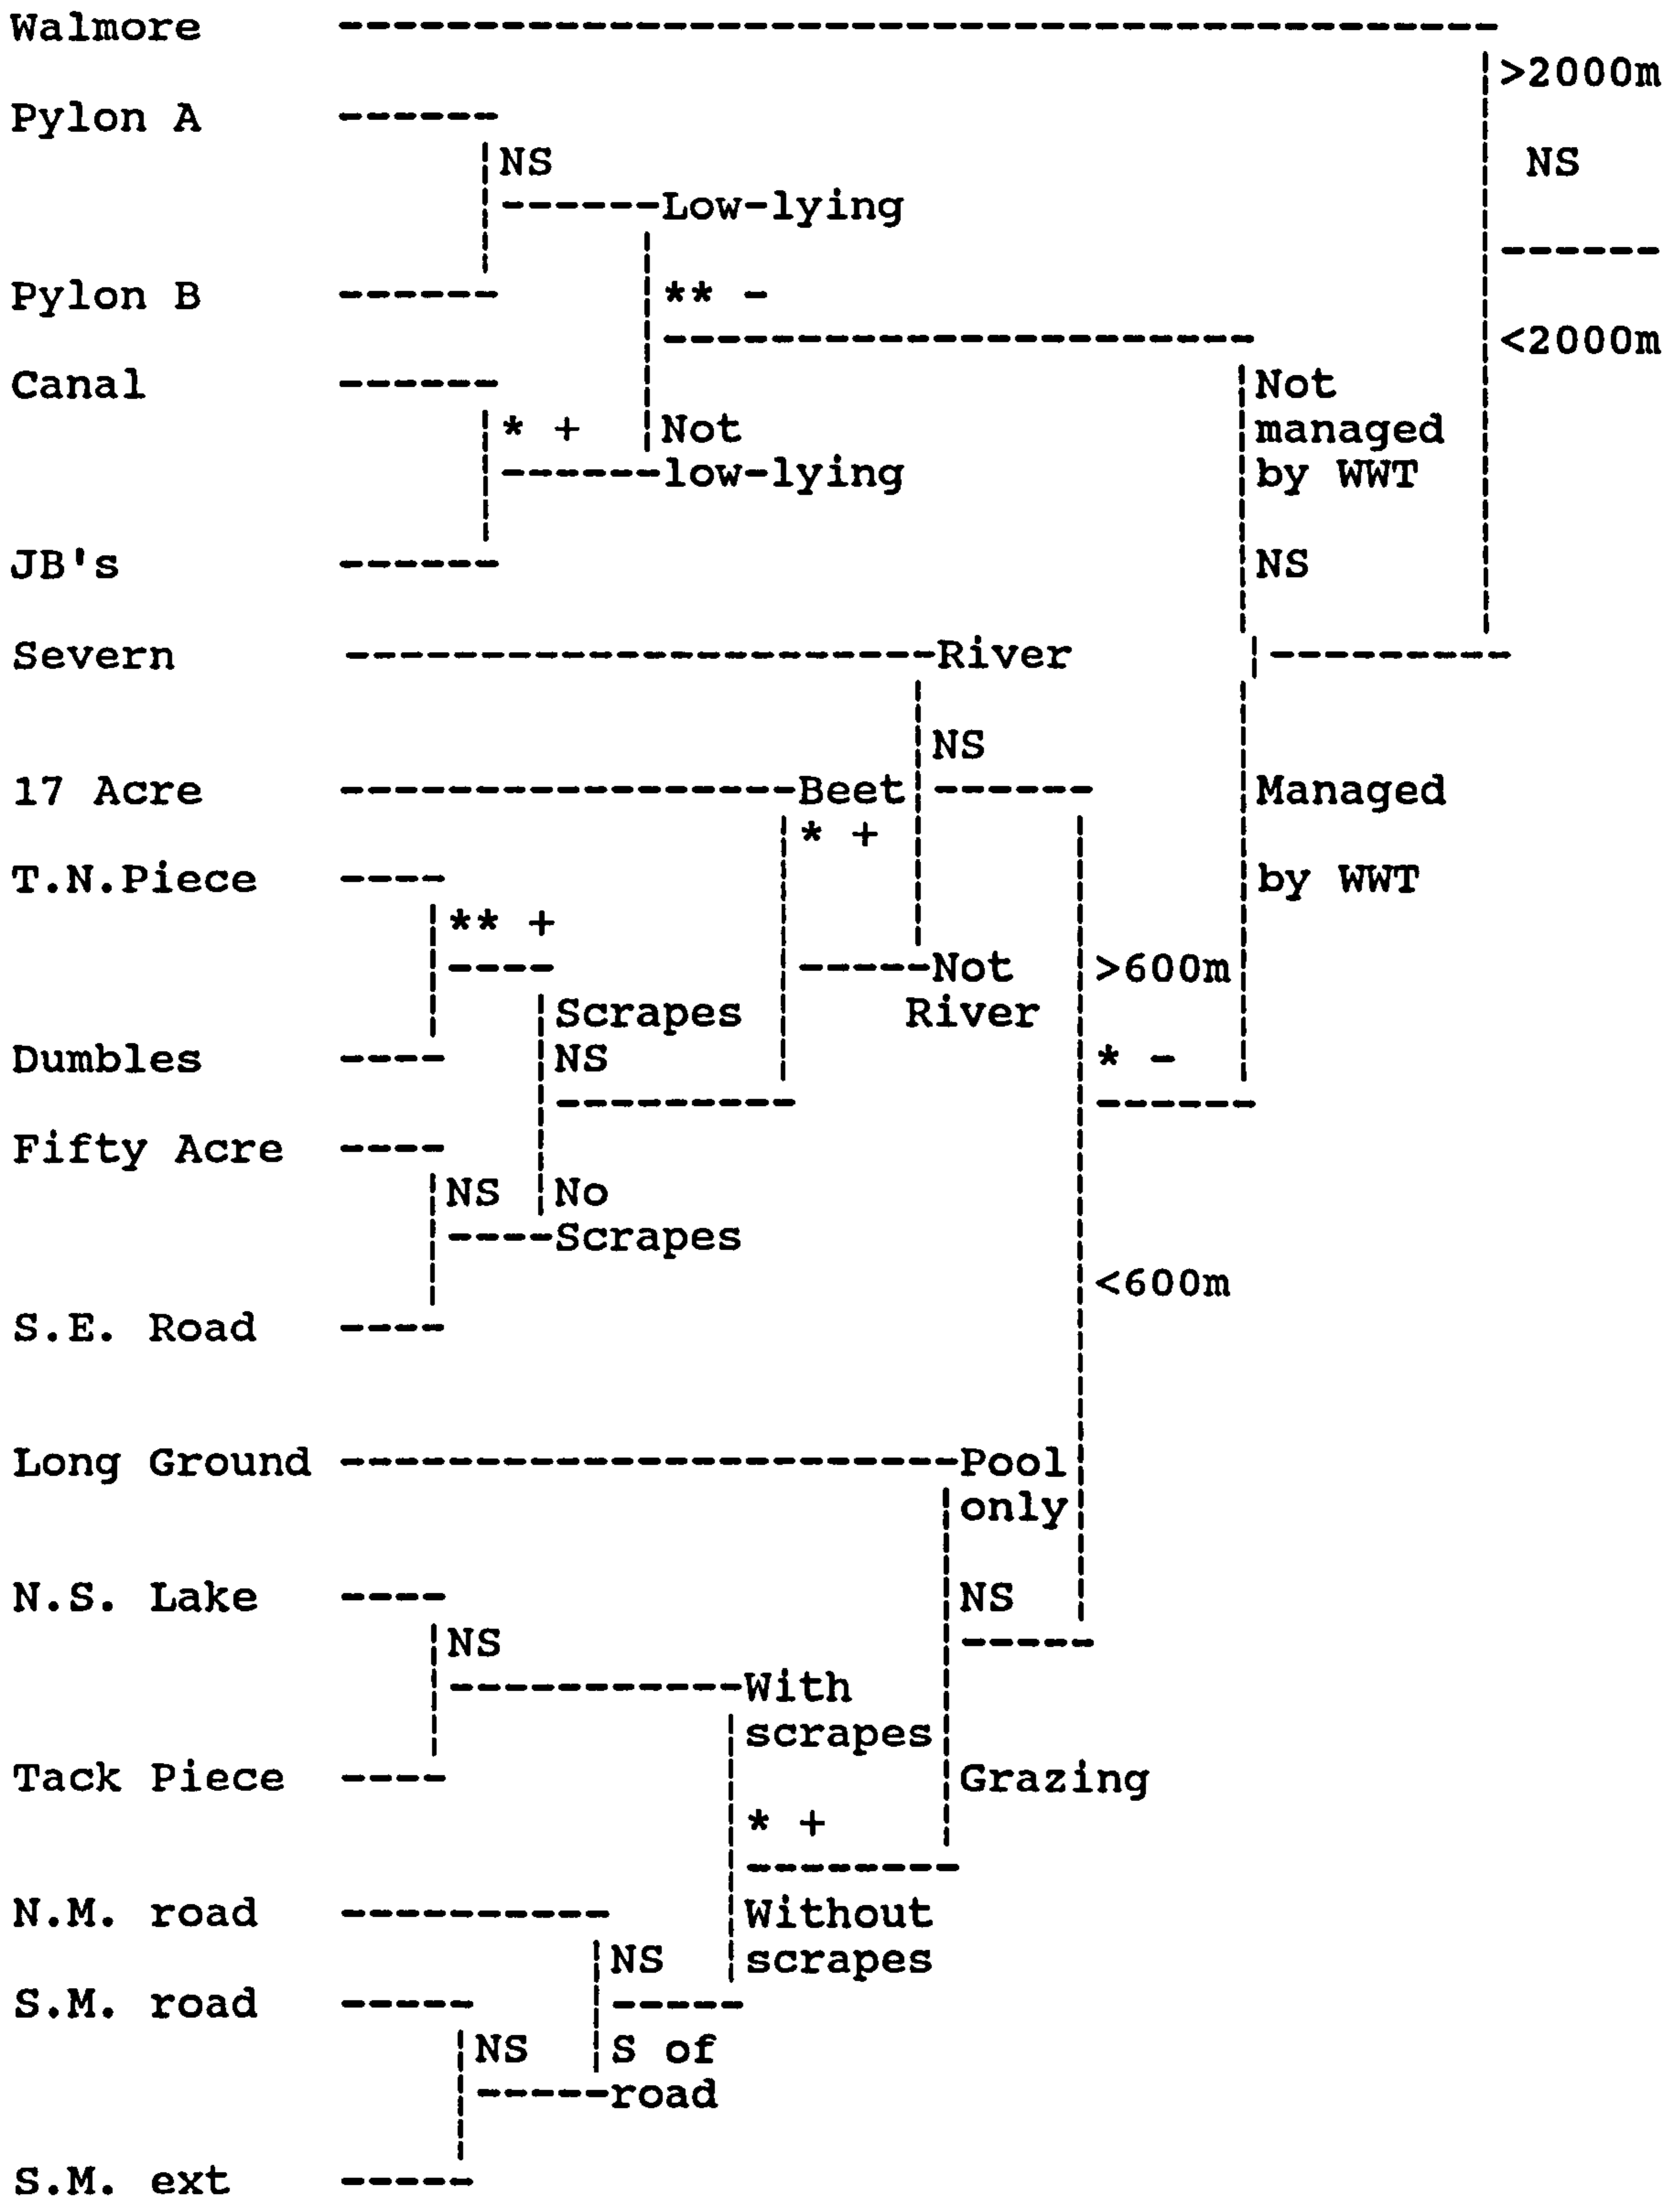 Walmore
>2000m
Pylon A
NS
NS
Low-lying
Pylon B
** -
<2000m
Canal
Not
* +
Not
managed
low-lying
by WWT
JB's
NS
Severn
River
NS
17 Acre
Beet
Managed
* +
T.N.Piece
by WWT
** +
Not
>600m
Scrapes
River
Dumbles
NS
* -
Fifty Acre
NS
No
Scrapes
<600m
S.E. Road
Long Ground
Pool
only
N.S. Lake
NS
NS
With
scrapes
Tack Piece
Grazing
* +
N.M. road
Without
NS
scrapes
S.M. road
NS
S of
road
S.M. ext